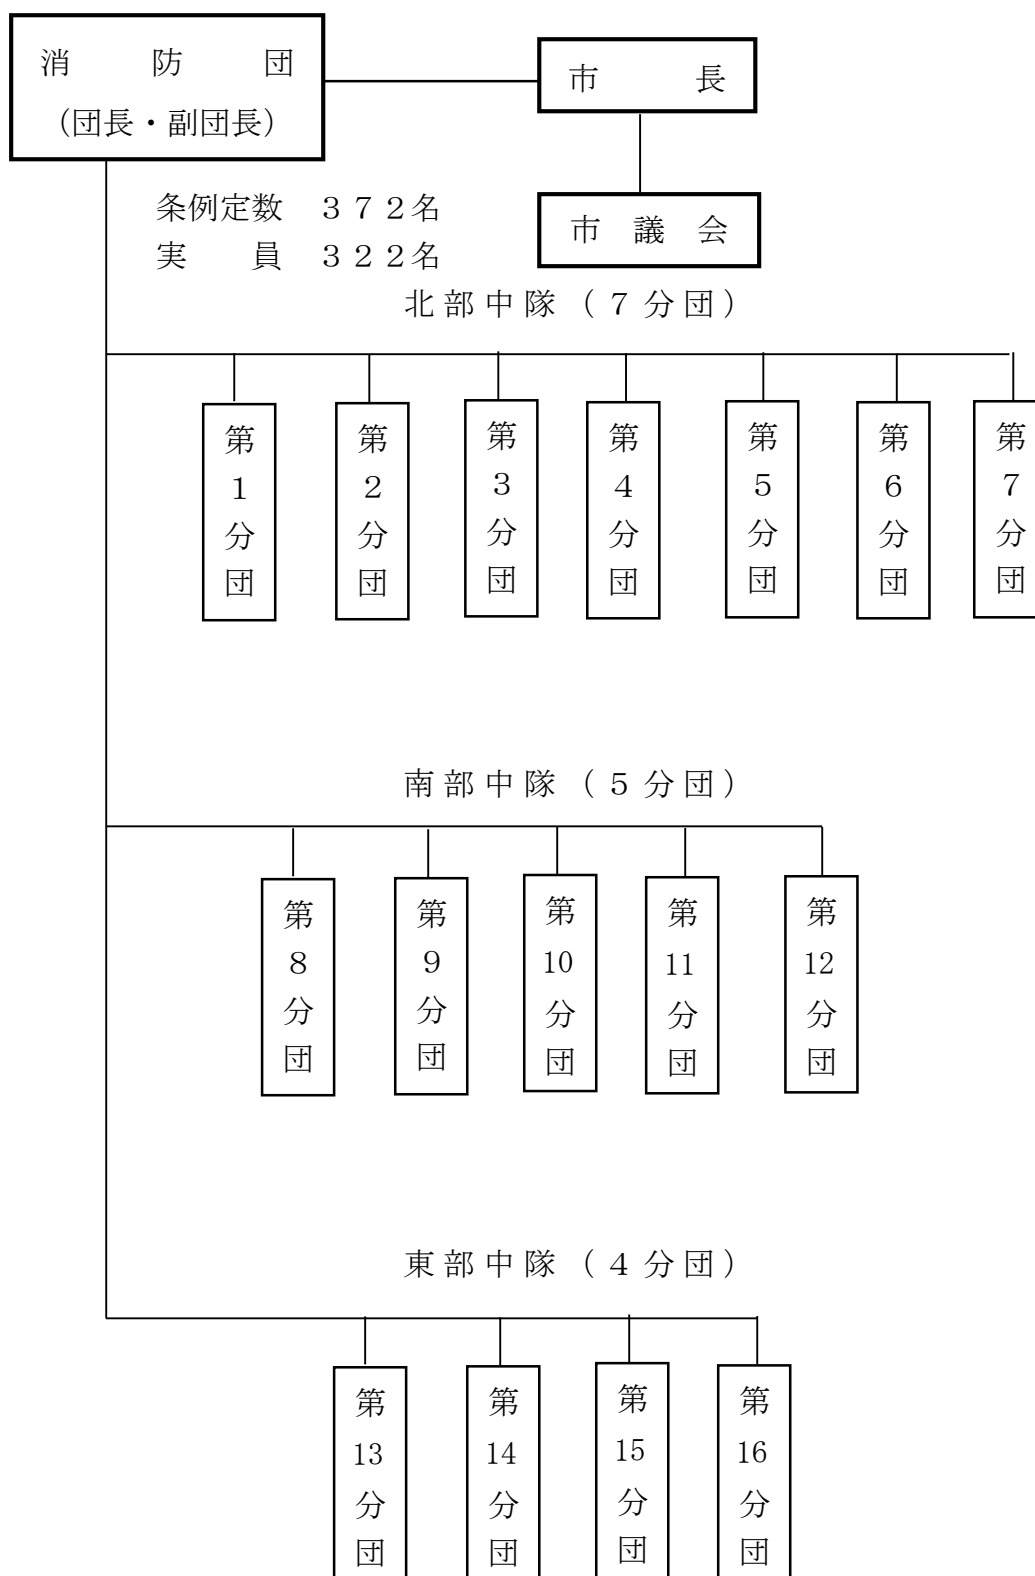 消　防　団
(団長・副団長)
市　長
条例定数　３７２名
実　員　３２２名
市 議 会
北部中隊（７分団）
第１分団
第２分団
第３分団
第４分団
第５分団
第６分団
第７分団
南部中隊（５分団）
第８分団
第９分団
第10分団
第11分団
第12分団
東部中隊（４分団）
第13分団
第14分団
第15分団
第16分団